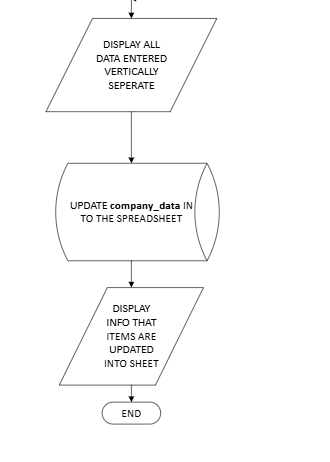 DISPLAY ALL
DATA ENTERED
VERTICALLY
SEPERATE
UPDATE company_data IN
TO THE SPREADSHEET
DISPLAY
INFO THAT
ITEMS ARE
UPDATED
INTO SHEET
END